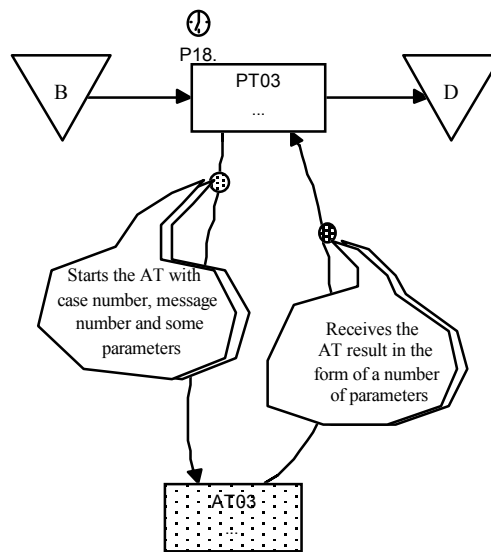 P18.
B
PT03
...
D
Starts the AT with
case number, message
number and some
parameters
Receives the
AT result in the
form of a number
of parameters
AT03
...